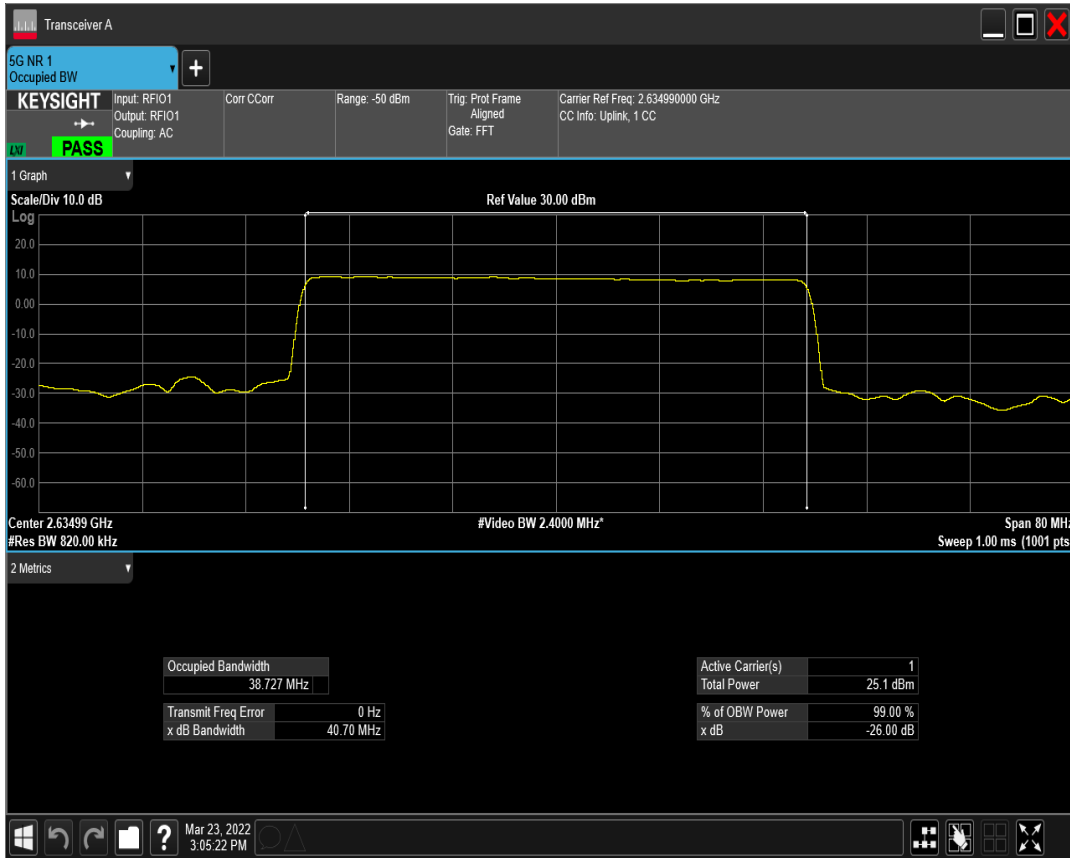 Transceiver A
5G NR 1
Occupied BW
KEYSIGHT
LXI
PASS
Input: RFIO1
Output: RFIO1
Coupling: AC
Corr CCorr
Range: -50 dBm
Trig: Prot Frame
Aligned
Gate: FFT
Carrier Ref Freq: 2.634990000 GHz
CC Info: Uplink, 1 CC
1 Graph
Scale/Div 10.0 dB
Ref Value 30.00 dBm
Log
20.0
10.0
0.00
-10.0
-20.0
-30.0
-40.0
-50.0
-60.0
Center 2.63499 GHz
#Video BW 2.4000 MHz*
Span 80 MHz
#Res BW 820.00 kHz
Sweep 1.00 ms (1001 pts
2 Metrics
Occupied Bandwidth
38.727 MHz
Transmit Freq Error 0 Hz
x dB Bandwidth 40.70 MHz
Active Carrier(s) 1
Total Power 25.1 dBm
% of OBW Power 99.00 %
x dB -26.00 dB
?
Mar 23, 2022
3:05:22 PM